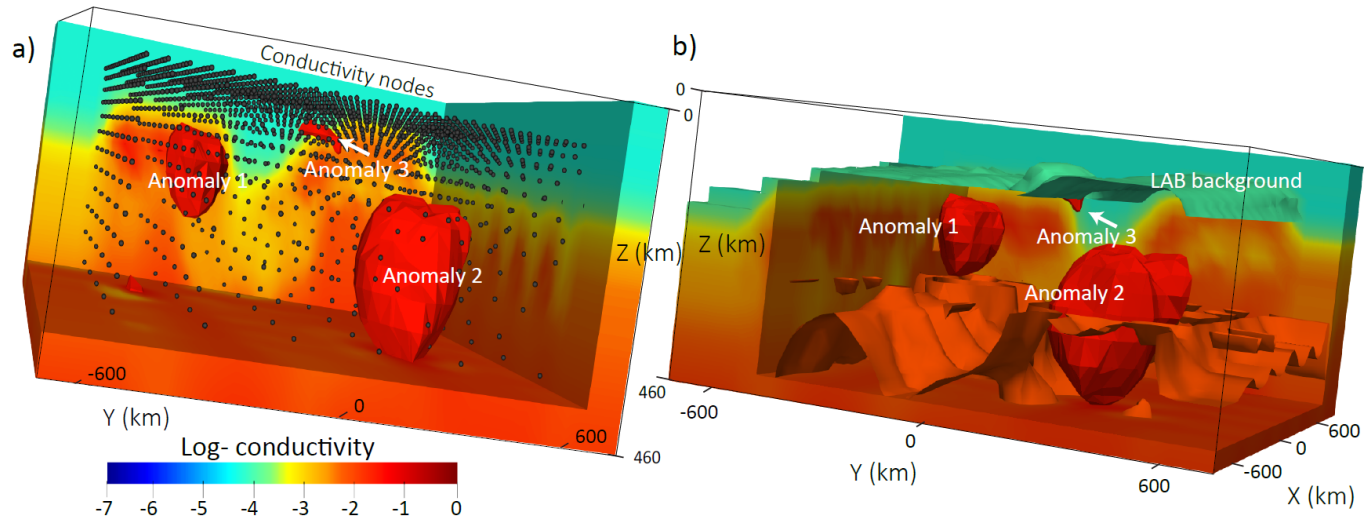 a)
Conductivity nodes
0
Anomaly 1
Anomaly 3
Anomaly 2
Z (km)
-600
0
600
460
Y (km)
Log- conductivity
-7 -6 -5 -4 -3 -2 -1 0
b)
0
LAB background
Z (km)
Anomaly 1
Anomaly 3
Anomaly 2
460
-600
0
600
Y (km)
600
0
-600
X (km)